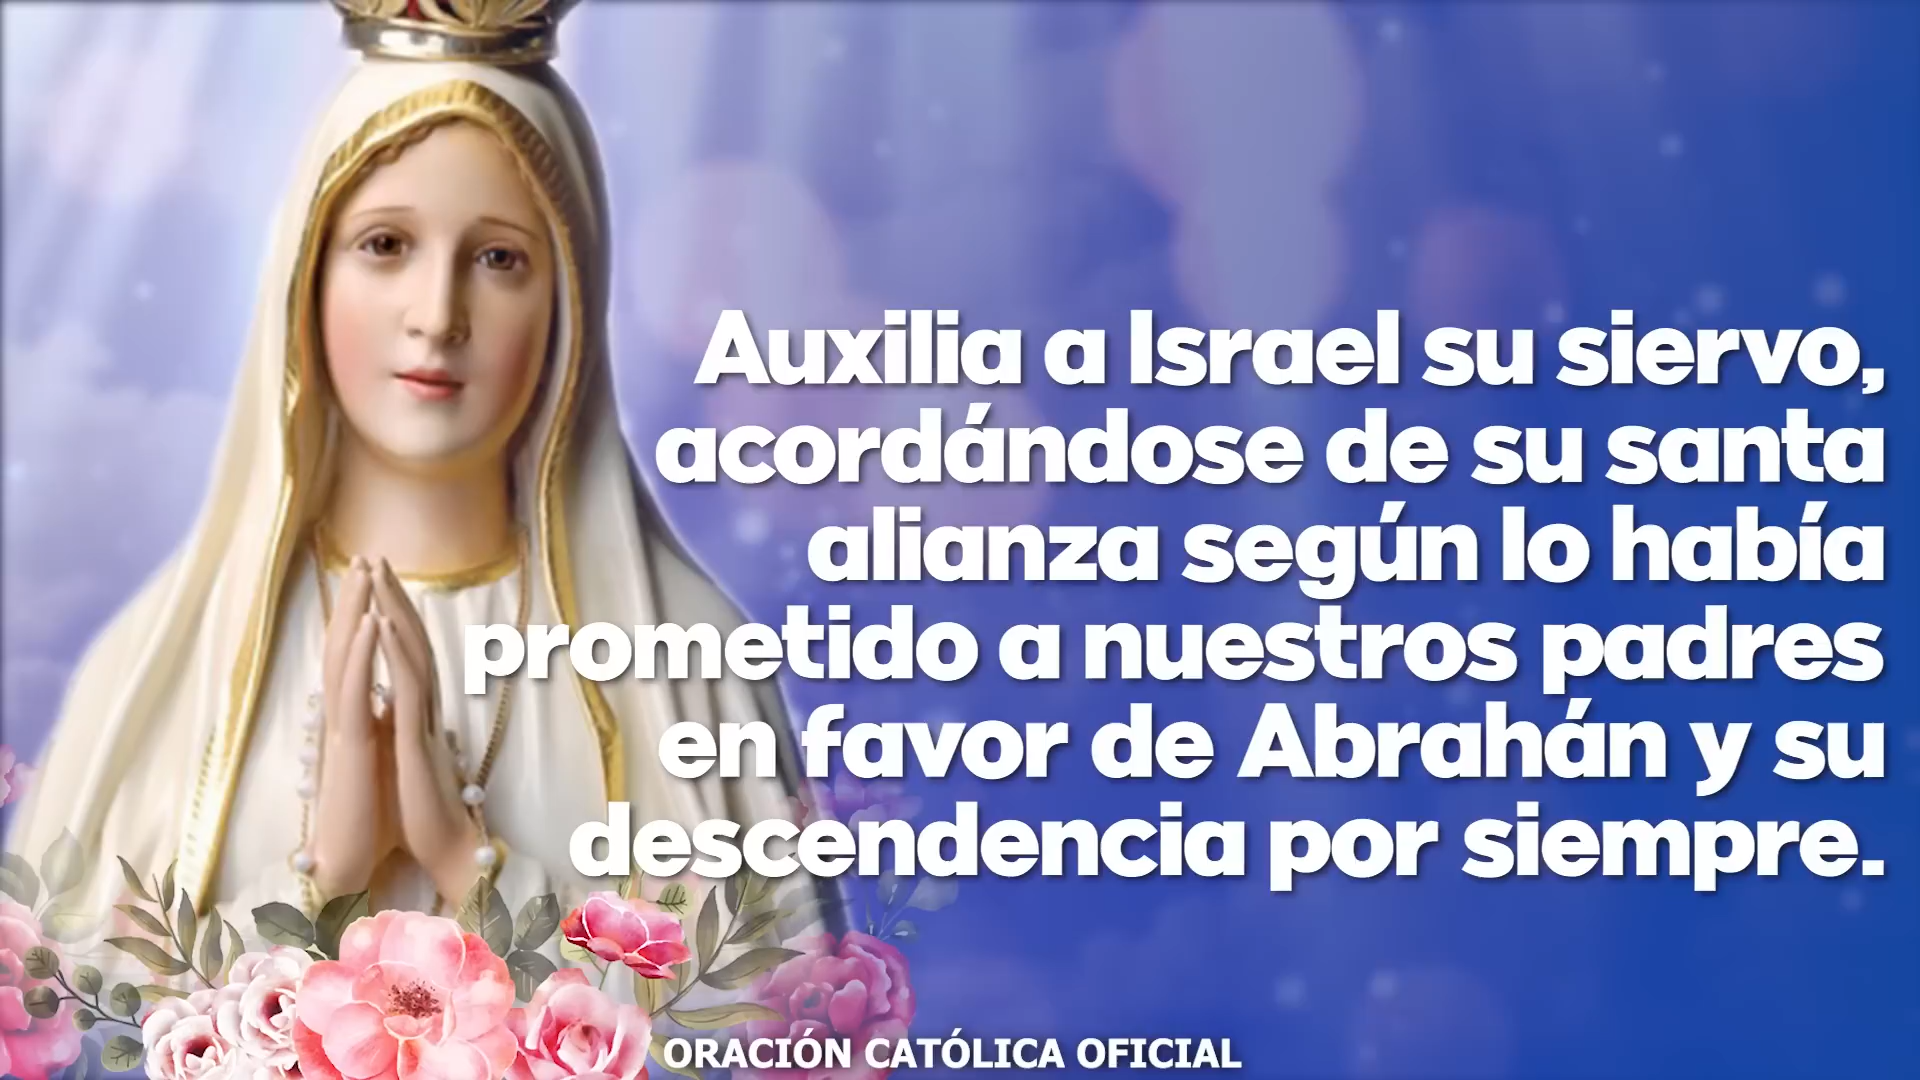 Auxilia a Israel su siervo,
acordándose de su santa
alianza según lo había
prometido a nuestros padres
en favor de Abrahán y su
descendencia por siempre.
ORACIÓN CATÓLICA OFICIAL